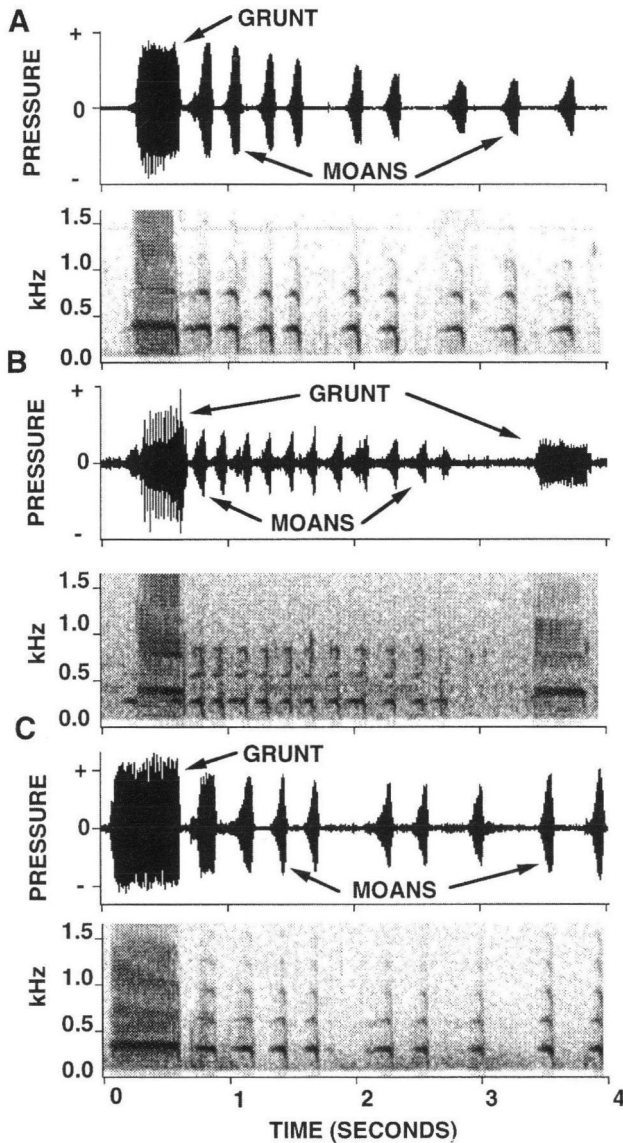 A
GRUNT
+
PRESSURE
0
-
MOANS
1.5
kHz
1.0
0.5
0.0
B
GRUNT
+
PRESSURE
0
-
MOANS
1.5
kHz
1.0
0.5
0.0
C
GRUNT
+
PRESSURE
0
-
MOANS
1.5
kHz
1.0
0.5
0.0
0 1 2 3 4
TIME (SECONDS)